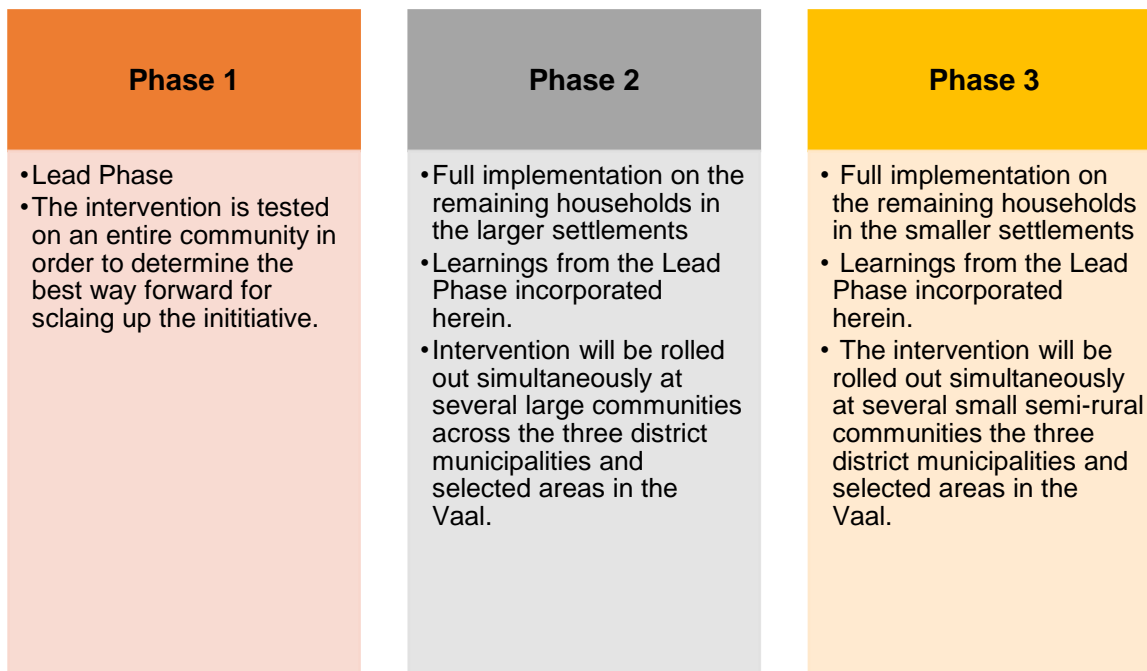 Phase 1
•Lead Phase
•The intervention is tested
on an entire community in
order to determine the
best way forward for
sclaing up the inititiative.
Phase 2
•Full implementation on the
remaining households in
the larger settlements
•Learnings from the Lead
Phase incorporated
herein.
•Intervention will be rolled
out simultaneously at
several large communities
across the three district
municipalities and
selected areas in the
Vaal.
Phase 3
• Full implementation on
the remaining households
in the smaller settlements
• Learnings from the Lead
Phase incorporated
herein.
• The intervention will be
rolled out simultaneously
at several small semi-rural
communities the three
district municipalities and
selected areas in the
Vaal.